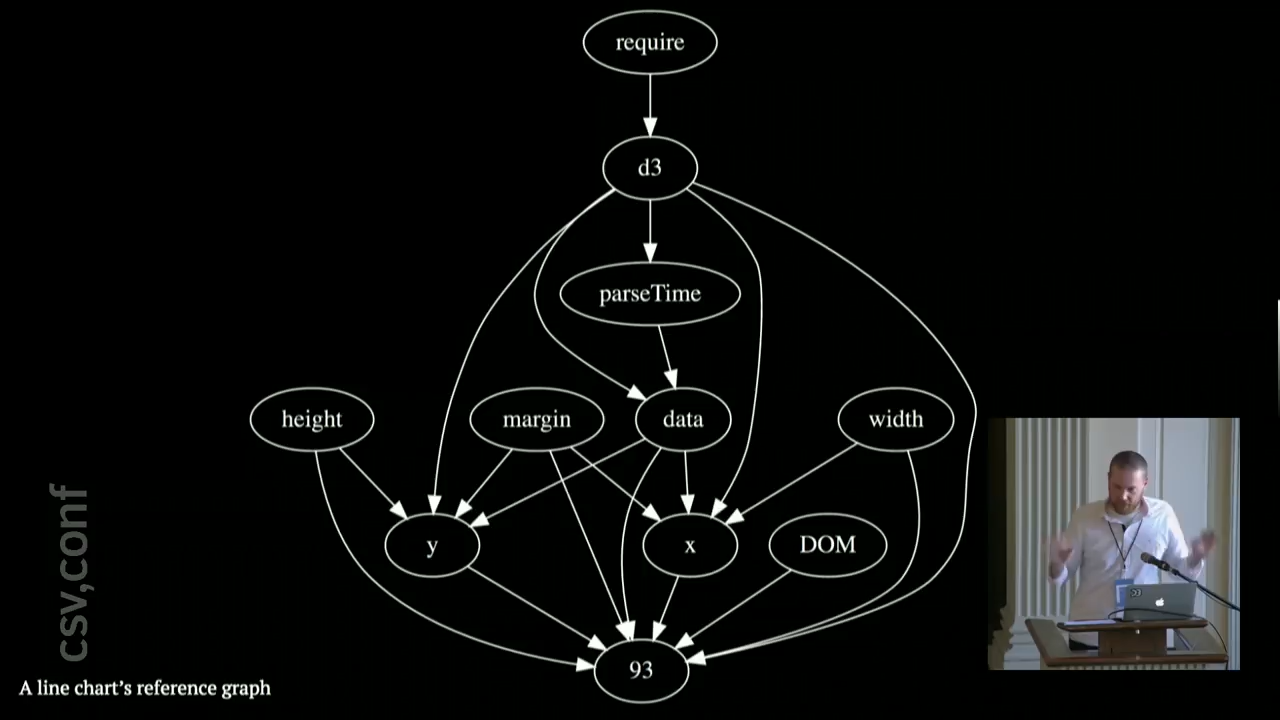 require
d3
parseTime
height
margin
data
width
y
x
DOM
93
csv,conf
A line chart's reference graph